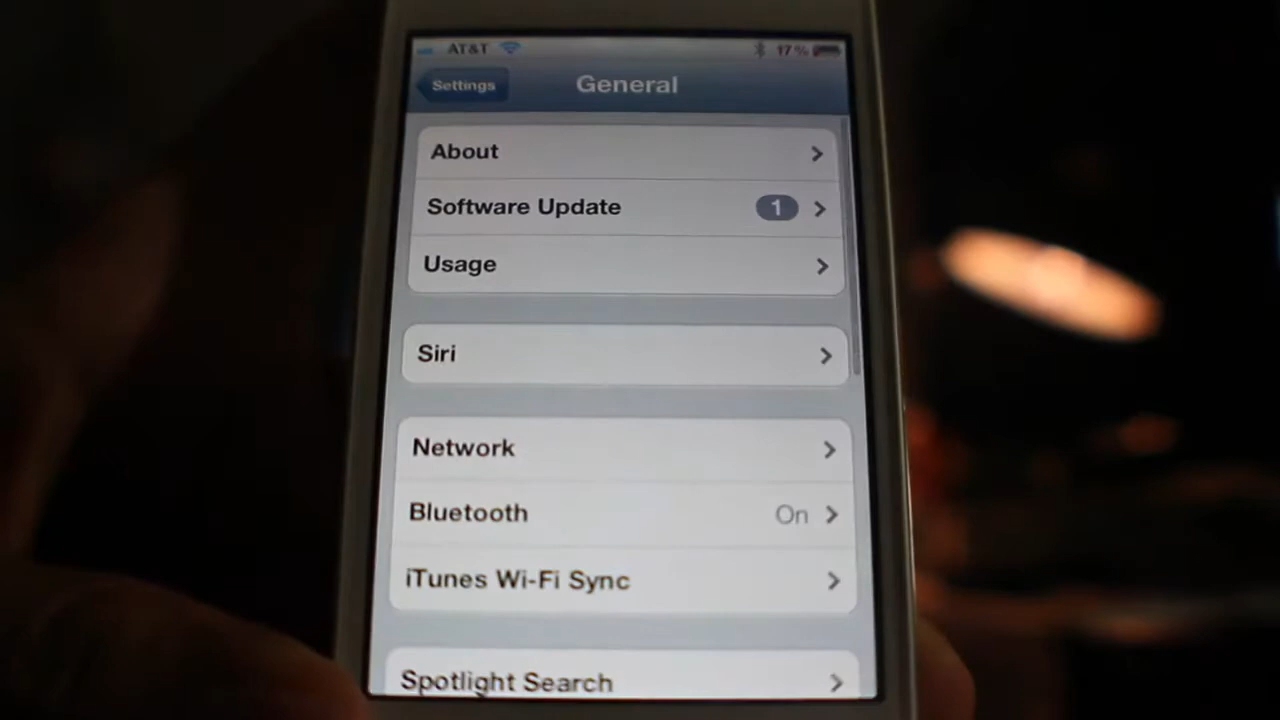 AT&T 17%
Settings General
About
Software Update 1
Usage
Siri
Network
Bluetooth On
iTunes Wi-Fi Sync
Spotlight Search